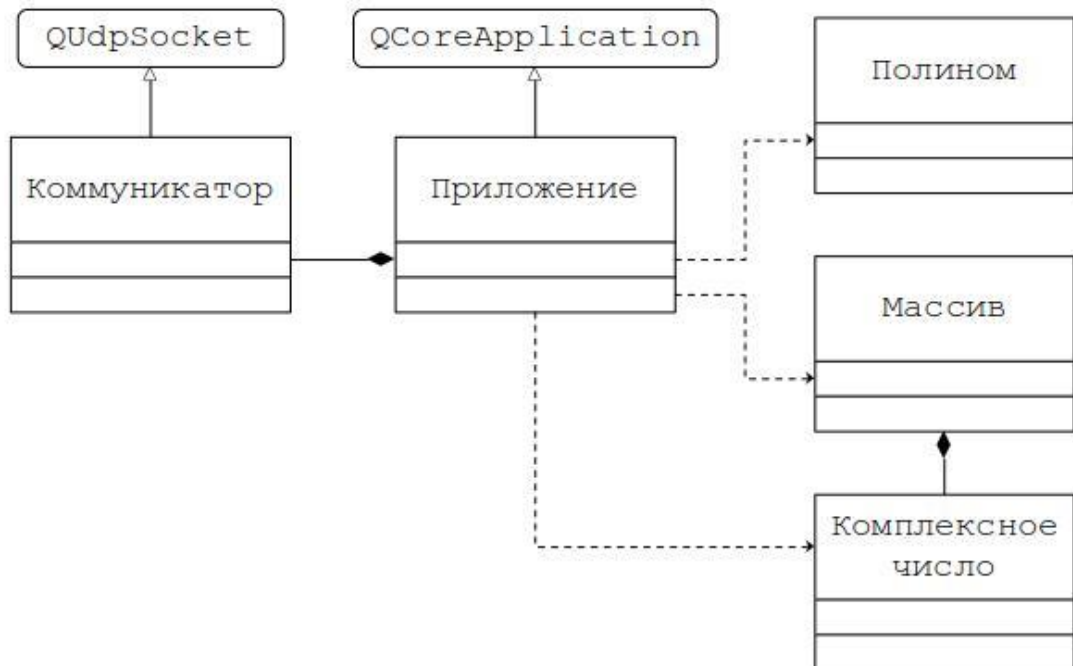 QUdpSocket
QCoreApplication
Полином
Коммуникатор
Приложение
Массив
Комплексное
число